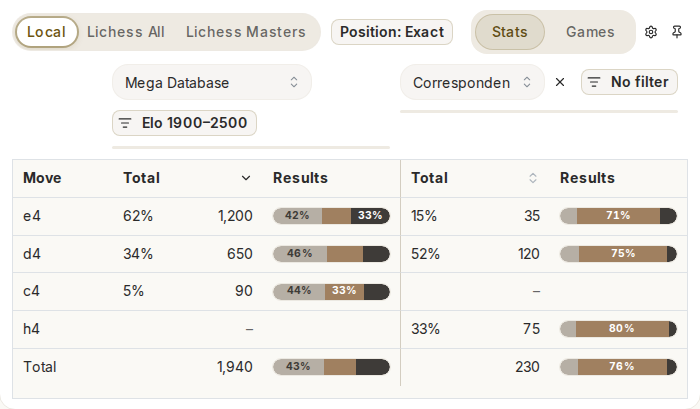 Local Lichess All Lichess Masters Position: Exact Stats Games
Mega Database Corresponden No filter
Elo 1900–2500
Move Total Results Total Results
e4 62% 1,200 42% 33% 15% 35 71%
d4 34% 650 46% 52% 120 75%
c4 5% 90 44% 33% –
h4 – 33% 75 80%
Total 1,940 43% 230 76%